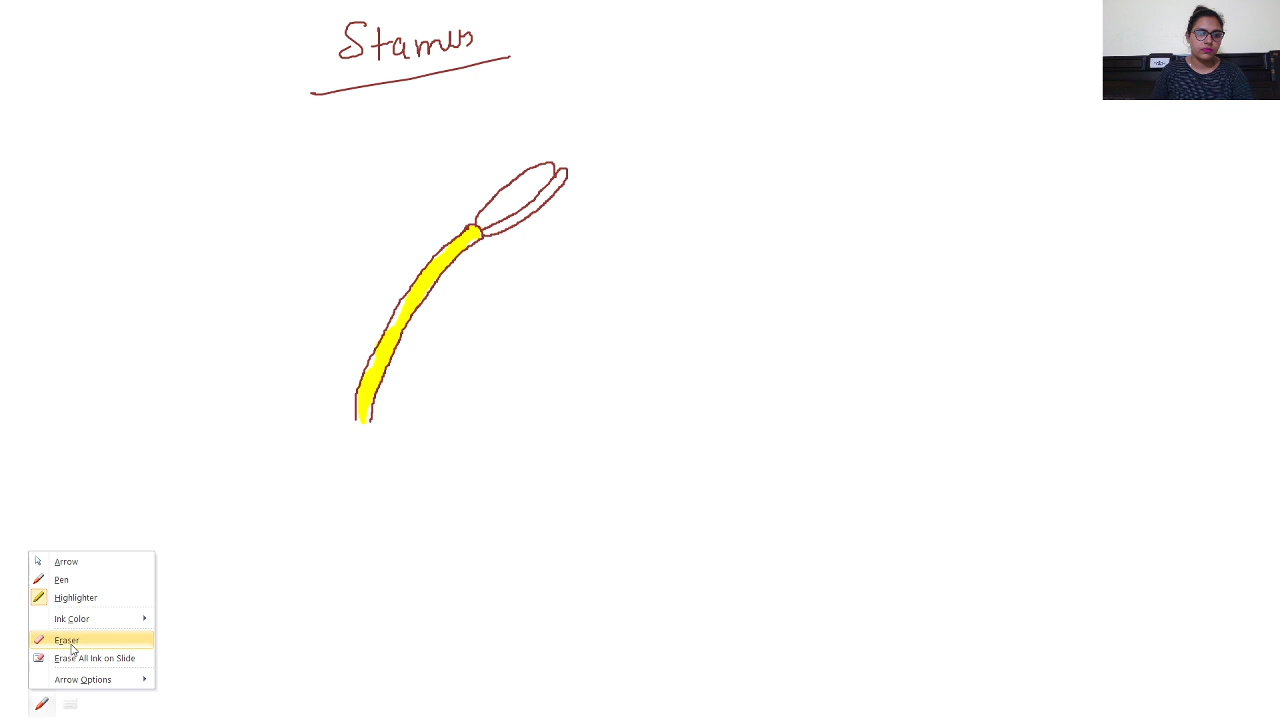 Stamus
Arrow
Pen
Highlighter
Ink Color
Eraser
Erase All Ink on Slide
Arrow Options